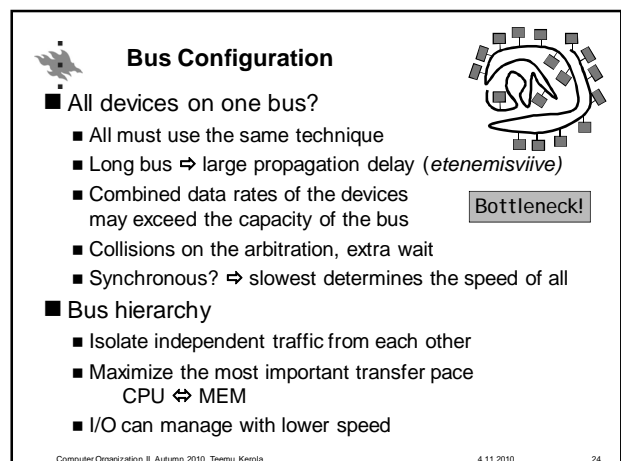 Bus Configuration
■ All devices on one bus?
■ All must use the same technique
■ Long bus ⇨ large propagation delay (etenemisviive)
■ Combined data rates of the devices
may exceed the capacity of the bus
Bottleneck!
■ Collisions on the arbitration, extra wait
■ Synchronous? ⇨ slowest determines the speed of all
■ Bus hierarchy
■ Isolate independent traffic from each other
■ Maximize the most important transfer pace
CPU ⇔ MEM
■ I/O can manage with lower speed
Computer Organization II, Autumn 2010, Teemu Kerola 4.11.2010 24